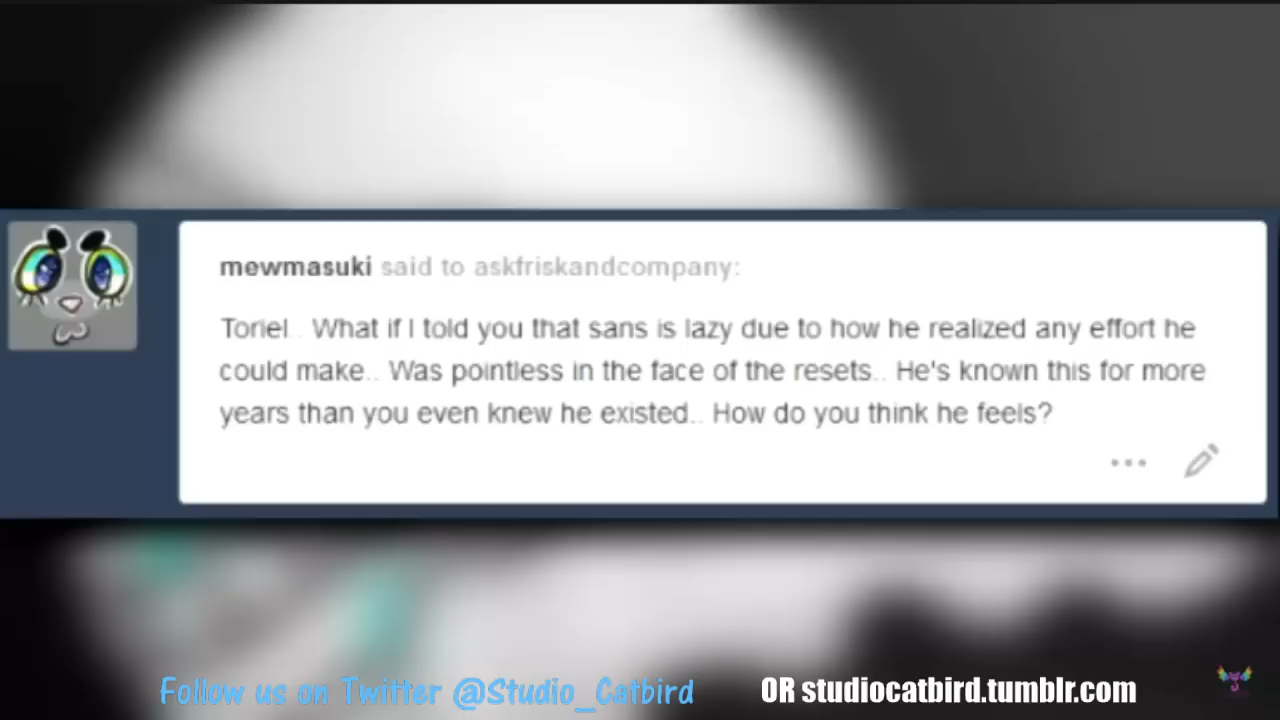 mewmasuki said to askfriskandcompany:
Toriel.. What if I told you that sans is lazy due to how he realized any effort he
could make.. Was pointless in the face of the resets.. He's known this for more
years than you even knew he existed.. How do you think he feels?
Follow us on Twitter @Studio_Catbird OR studiocatbird.tumblr.com